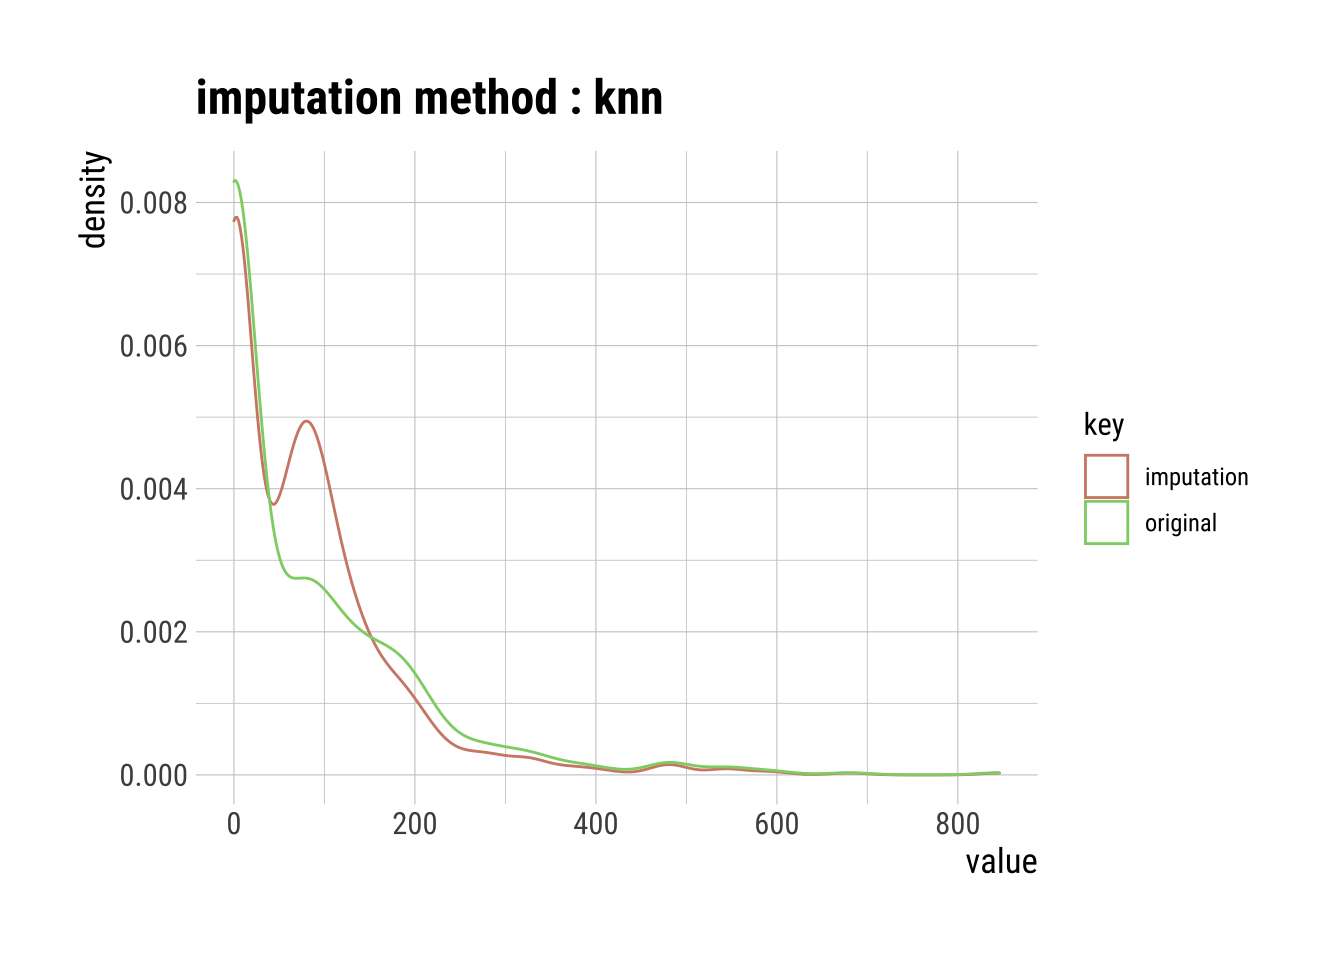 imputation method : knn
density
0.008
0.006
0.004
0.002
0.000
0 200 400 600 800
value
key
imputation
original